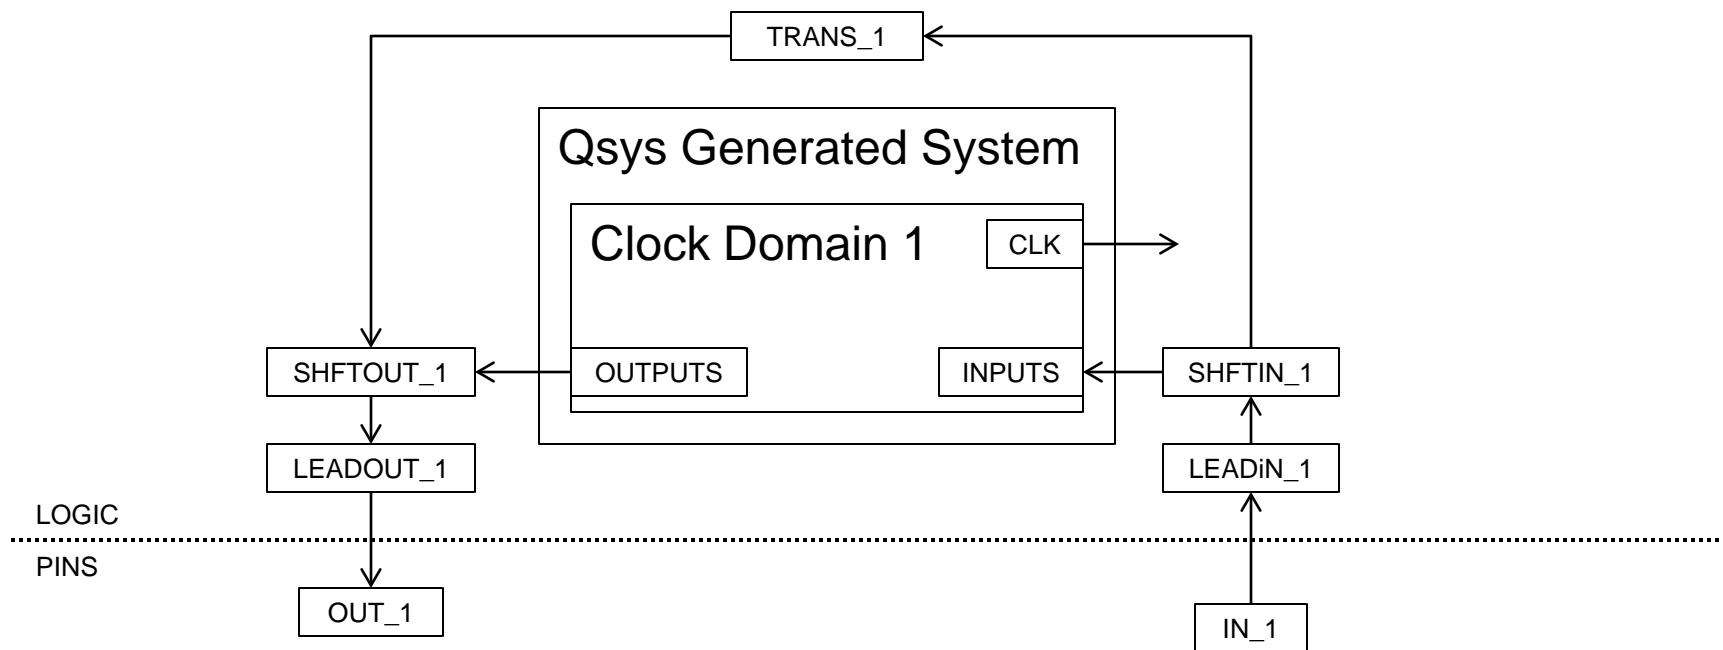 TRANS_1
Qsys Generated System
Clock Domain 1
CLK
SHFTOUT_1
OUTPUTS
INPUTS
SHFTIN_1
LEADOUT_1
LEADiN_1
LOGIC
PINS
OUT_1
IN_1